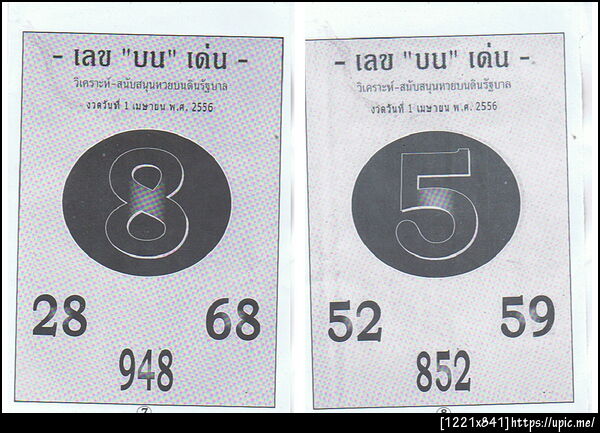 - เลข "บน" เด่น -
วิเคราะห์-สนับสนุนหวยบนดินรัฐบาล
งวดวันที่ 1 เมษายน พ.ศ. 2556
8
28 68
948
7
- เลข "บน" เด่น -
วิเคราะห์-สนับสนุนหวยบนดินรัฐบาล
งวดวันที่ 1 เมษายน พ.ศ. 2556
5
52 59
852
8
[1221x841]https://upic.me/